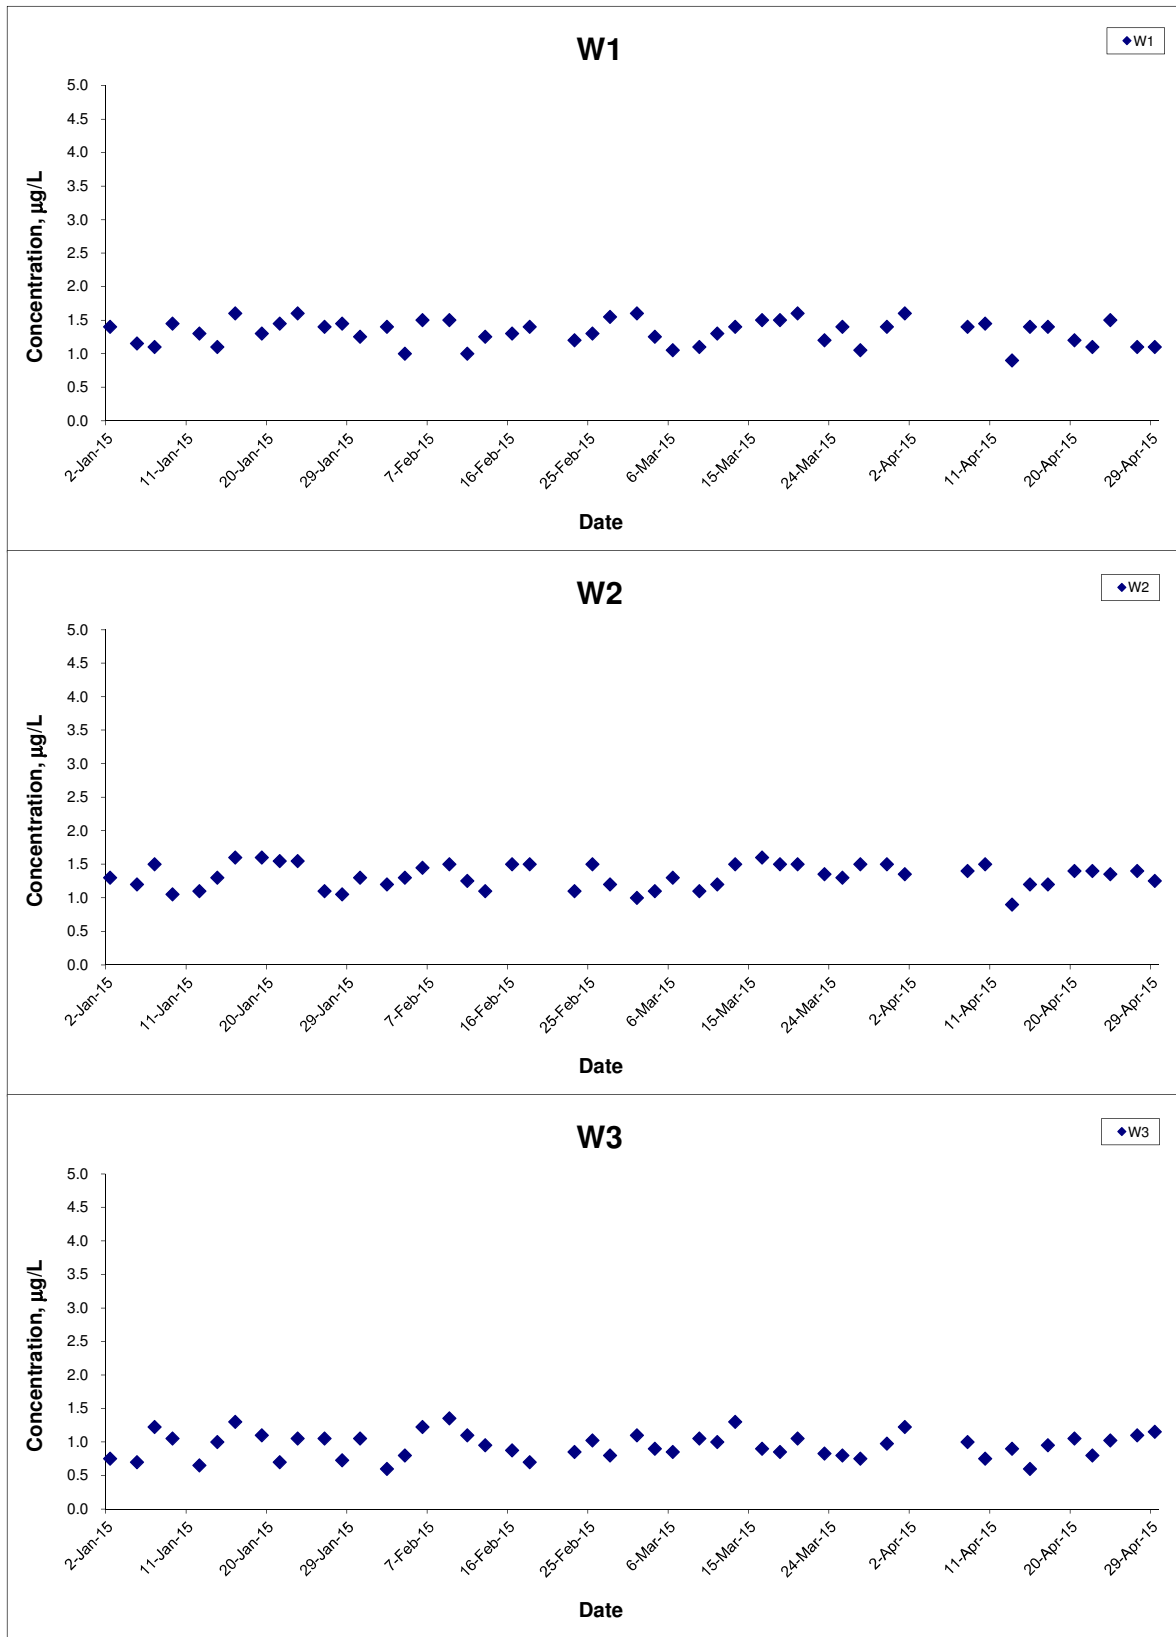 W1
W1
5.0
4.5
4.0
3.5
3.0
2.5
2.0
1.5
1.0
0.5
0.0
Concentration, µg/L
2-Jan-15 11-Jan-15 20-Jan-15 29-Jan-15 7-Feb-15 16-Feb-15 25-Feb-15 6-Mar-15 15-Mar-15 24-Mar-15 2-Apr-15 11-Apr-15 20-Apr-15 29-Apr-15
Date
W2
W2
5.0
4.5
4.0
3.5
3.0
2.5
2.0
1.5
1.0
0.5
0.0
Concentration, µg/L
2-Jan-15 11-Jan-15 20-Jan-15 29-Jan-15 7-Feb-15 16-Feb-15 25-Feb-15 6-Mar-15 15-Mar-15 24-Mar-15 2-Apr-15 11-Apr-15 20-Apr-15 29-Apr-15
Date
W3
W3
5.0
4.5
4.0
3.5
3.0
2.5
2.0
1.5
1.0
0.5
0.0
Concentration, µg/L
2-Jan-15 11-Jan-15 20-Jan-15 29-Jan-15 7-Feb-15 16-Feb-15 25-Feb-15 6-Mar-15 15-Mar-15 24-Mar-15 2-Apr-15 11-Apr-15 20-Apr-15 29-Apr-15
Date